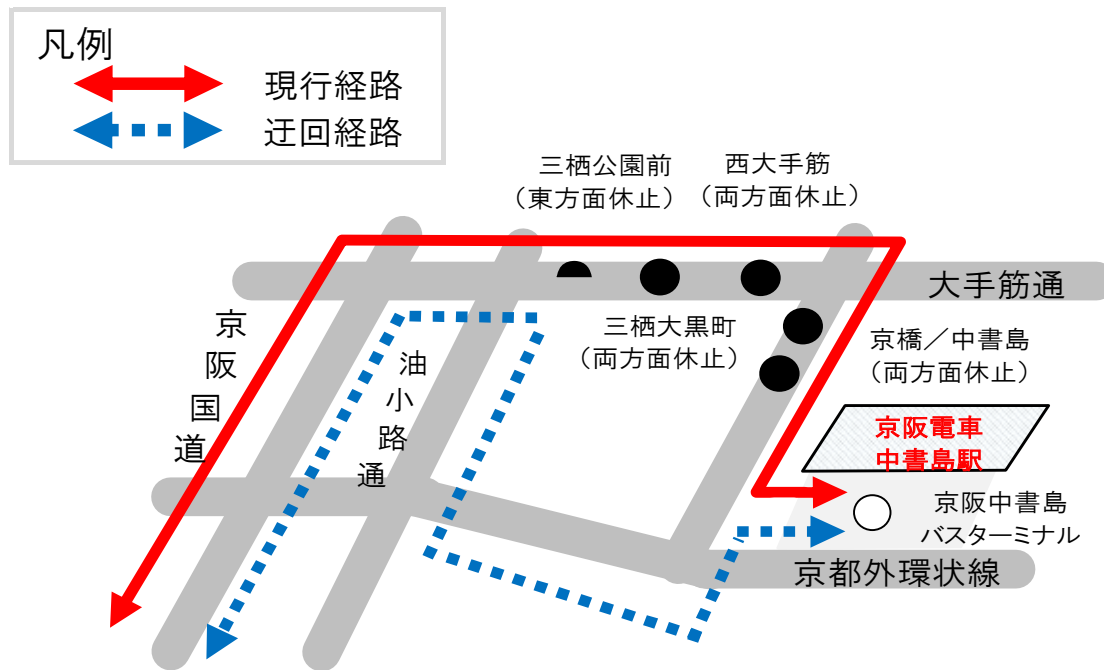 凡例
現行経路
迂回経路
三栖公園前
（東方面休止）
西大手筋
（両方面休止）
大手筋通
三栖大黒町
（両方面休止）
京橋／中書島
（両方面休止）
京阪国道
油小路通
京阪電車
中書島駅
京阪中書島
バスターミナル
京都外環状線